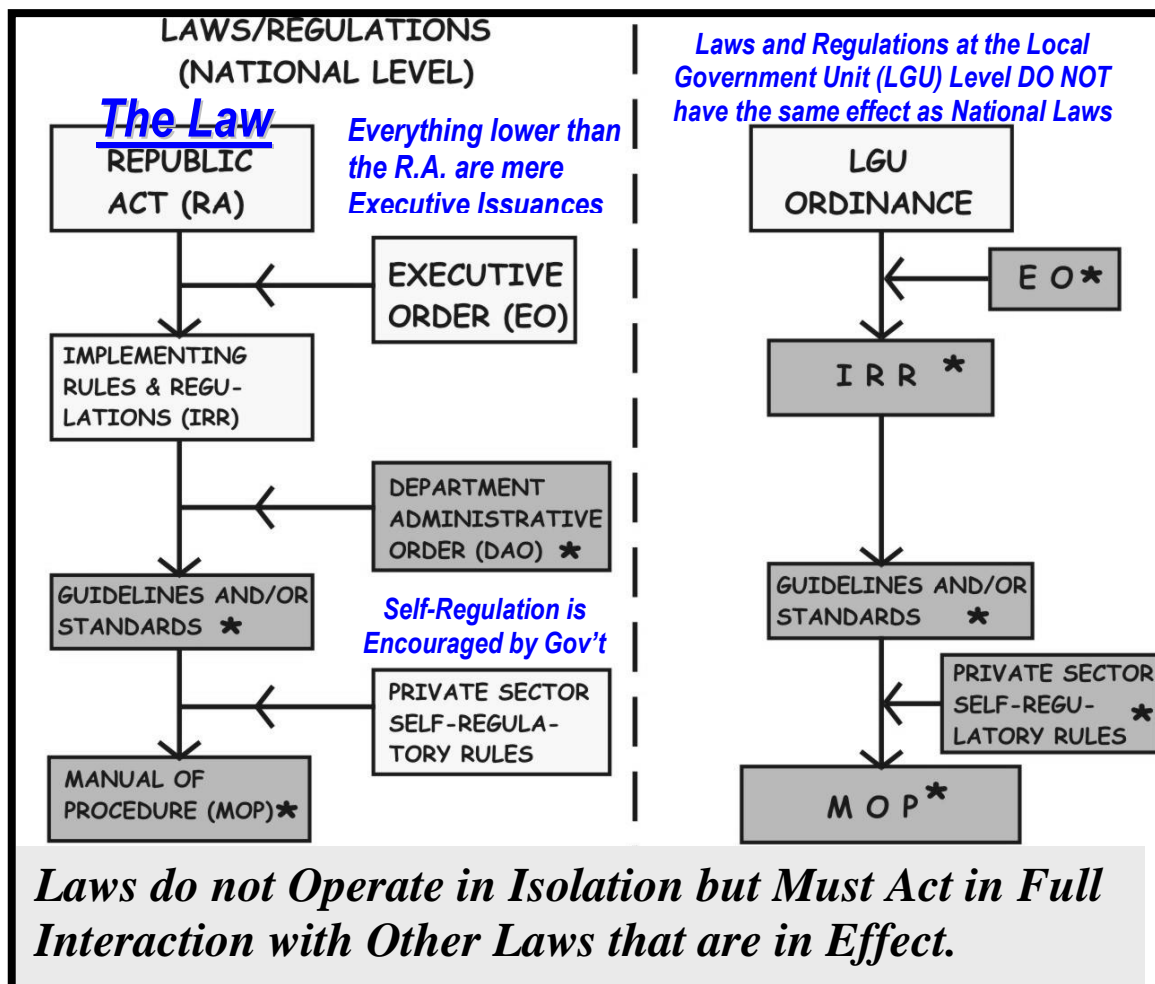 LAWS/REGULATIONS
(NATIONAL LEVEL)
The Law
REPUBLIC
ACT (RA)
Everything lower than
the R.A. are mere
Executive Issuances
EXECUTIVE
ORDER (EO)
IMPLEMENTING
RULES & REGU-
LATIONS (IRR)
DEPARTMENT
ADMINISTRATIVE
ORDER (DAO) *
GUIDELINES AND/OR
STANDARDS *
Self-Regulation is
Encouraged by Gov't
PRIVATE SECTOR
SELF-REGULA-
TORY RULES
MANUAL OF
PROCEDURE (MOP)*
Laws and Regulations at the Local
Government Unit (LGU) Level DO NOT
have the same effect as National Laws
LGU
ORDINANCE
E O*
I R R *
GUIDELINES AND/OR
STANDARDS *
PRIVATE SECTOR
SELF-REGU-
LATORY RULES *
M O P*
Laws do not Operate in Isolation but Must Act in Full
Interaction with Other Laws that are in Effect.